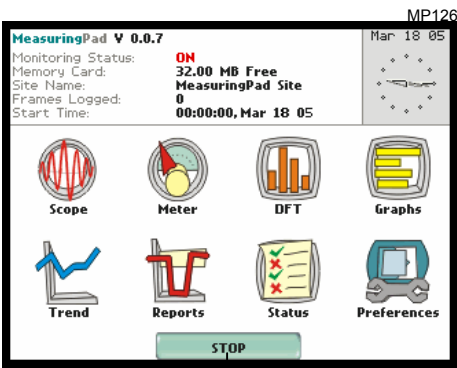 MP126
MeasuringPad V 0.0.7
Mar 18 05
Monitoring Status: ON
Memory Card: 32.00 MB Free
Site Name: MeasuringPad Site
Frames Logged: 0
Start Time: 00:00:00, Mar 18 05
Scope Meter DFT Graphs
Trend Reports Status Preferences
STOP